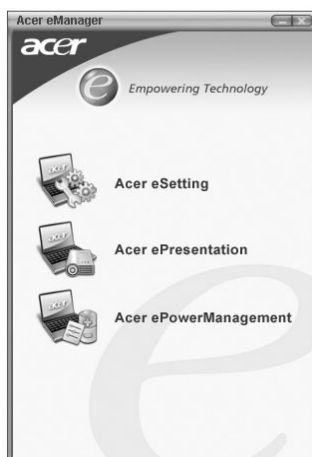 Acer eManager
acer
e Empowering Technology
Acer eSetting
Acer ePresentation
Acer ePowerManagement